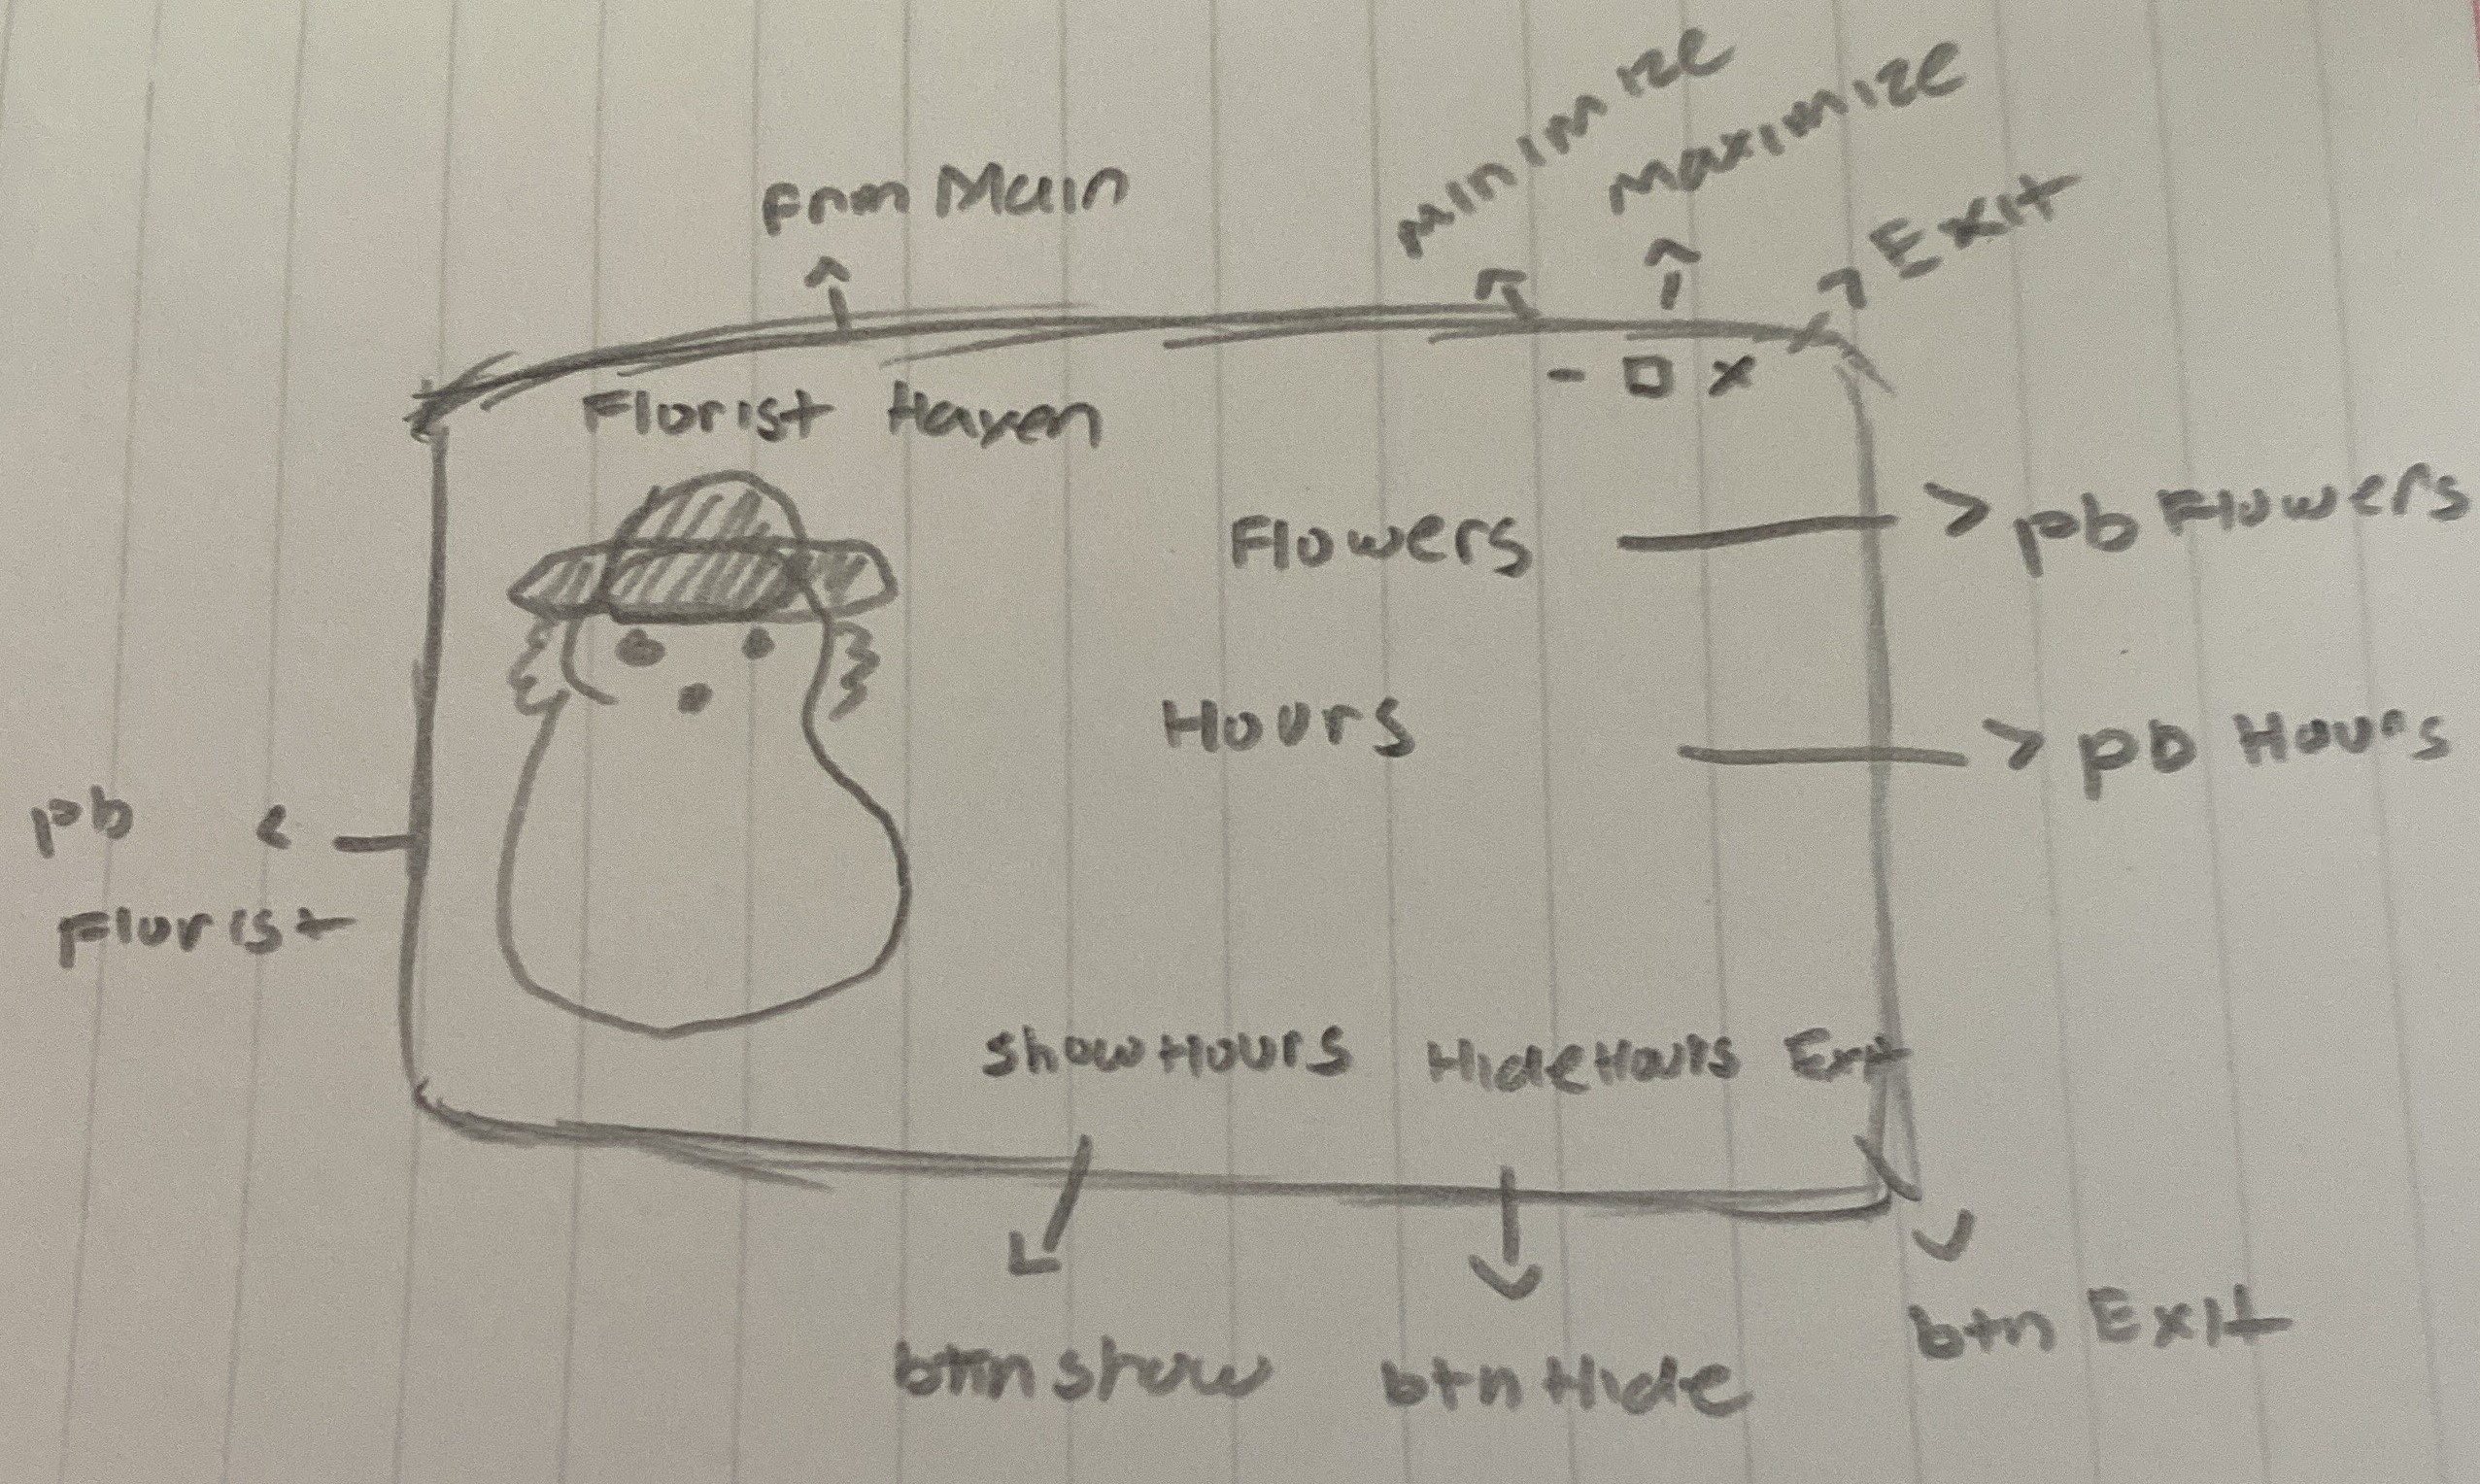 minimize
maximize
Exit
Frm Main
- □ x
Florist Haven
Flowers
pb Flowers
Hours
pb Hours
pb
Florist
Show Hours Hide Hours Exit
btn Show
btn Hide
btn Exit